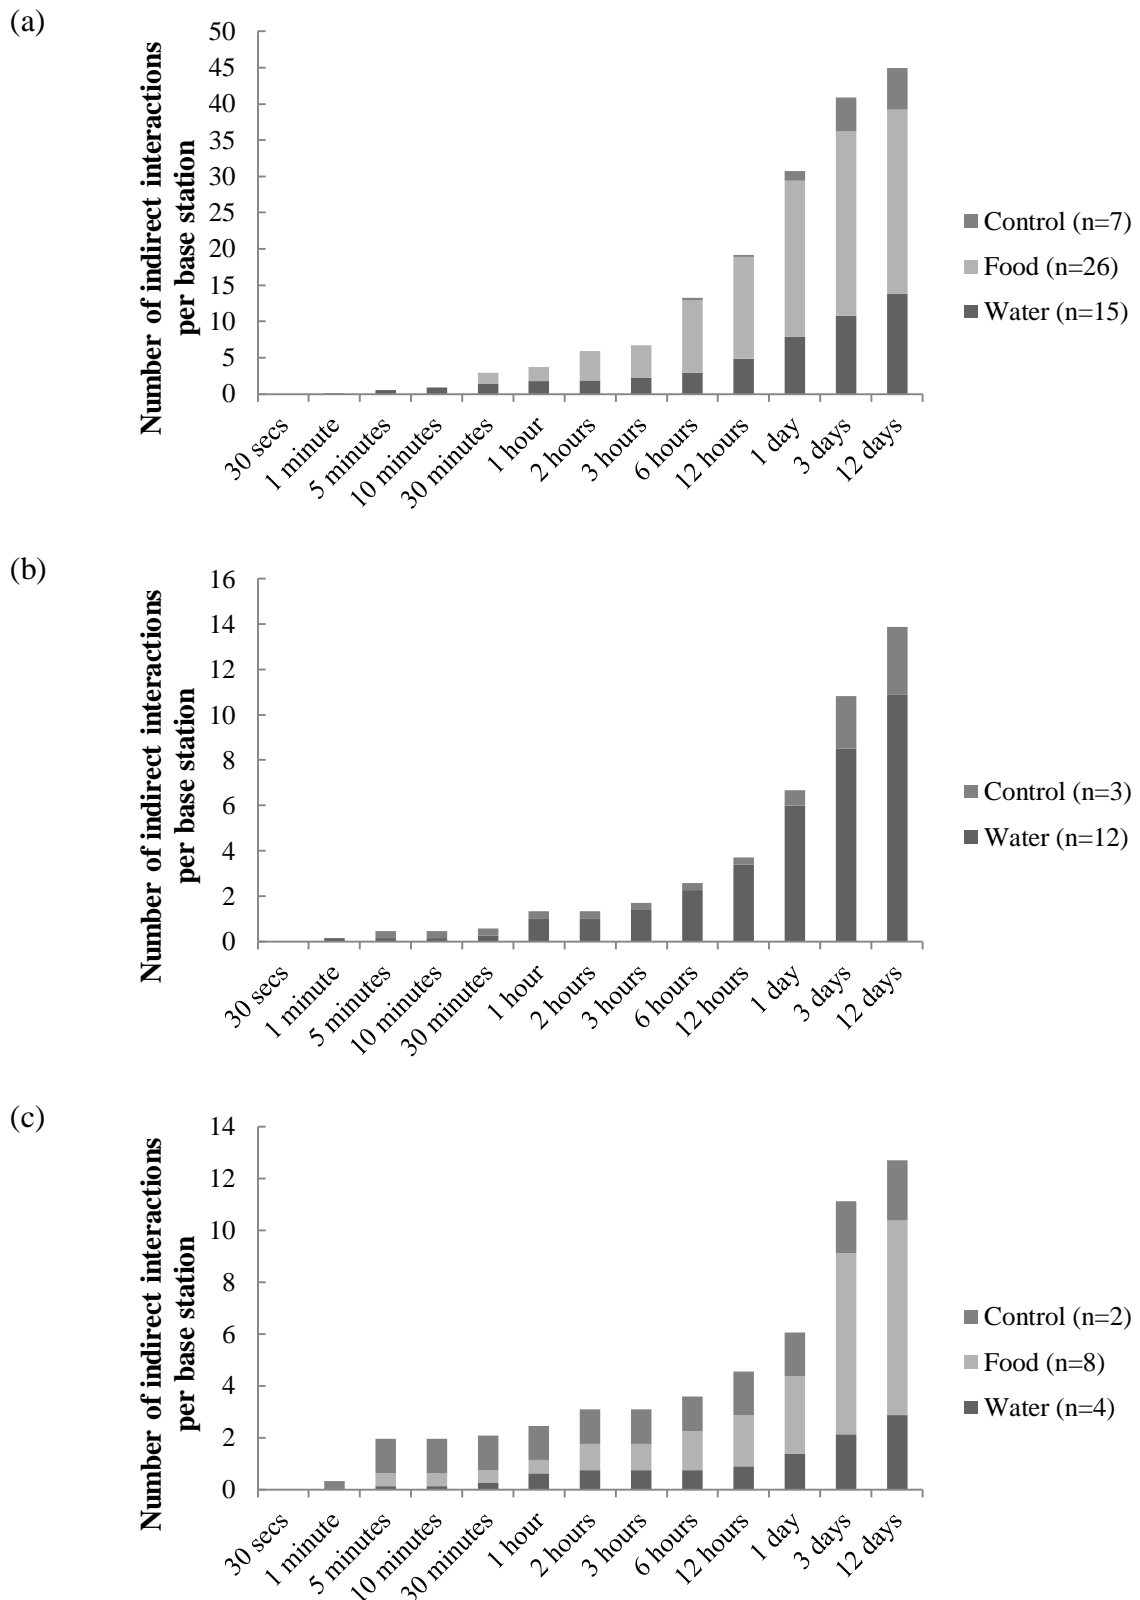 (a)
Number of indirect interactions
per base station
50
45
40
35
30
25
20
15
10
5
0
30 secs
1 minute
5 minutes
10 minutes
30 minutes
1 hour
2 hours
3 hours
6 hours
12 hours
1 day
3 days
12 days
Control (n=7)
Food (n=26)
Water (n=15)
(b)
Number of indirect interactions
per base station
16
14
12
10
8
6
4
2
0
30 secs
1 minute
5 minutes
10 minutes
30 minutes
1 hour
2 hours
3 hours
6 hours
12 hours
1 day
3 days
12 days
Control (n=3)
Water (n=12)
(c)
Number of indirect interactions
per base station
14
12
10
8
6
4
2
0
30 secs
1 minute
5 minutes
10 minutes
30 minutes
1 hour
2 hours
3 hours
6 hours
12 hours
1 day
3 days
12 days
Control (n=2)
Food (n=8)
Water (n=4)